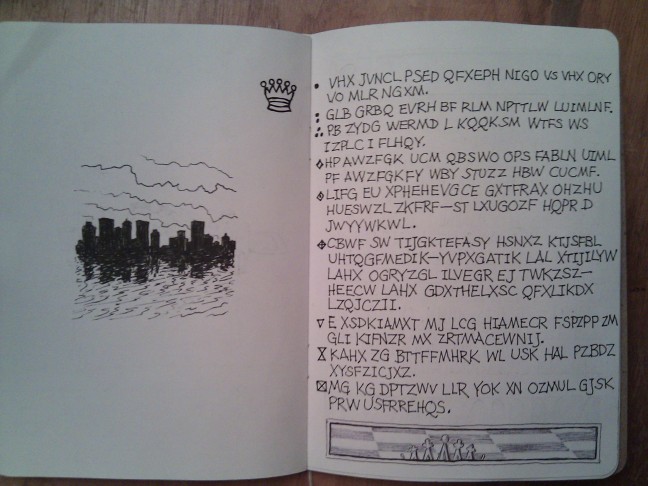 VHX JVNCL PSED QFXEPH NIGO VS VHX ORY
VO MLR NGXM.
GLB GRBQ EVRH BF RLM NPTTLW LUIMLNF.
PB ZYDG WERMD L KQQKSM WTFS WS
IZPLC I FLHQY.
HP AWZFGK UCM QBSWO OPS FABLN UIML
PF AWZFGKFY WBY STUZZ HBW CUCMF.
LIFG EU XPHEHEVGCE GXTFRAX OHZHU
HUESWZL ZKFRF—ST LXUGOZF HQPR D
JWYYWKWL.
CBWF SW TIJGKTEFASY HSNXZ KTJSFBL
UHTQGFMEDIK—YVPXGATIK LAL XTIJILYW
LAHX OGRYZGL ILVEGR EJ TWKZSZ—
HEECW LAHX GDXTHELXSC QFXLIKDX
LZQJCZII.
E XSDKIAMXT MJ LCG HIAMECR FSPZPP ZM
GLI KIFNZR MX ZRTMACEWNIJ.
KAHX ZG BTTFFMHRK WL USK HAL PZBDZ
XYSFZICJXZ.
MG KG DPTZWV LLR YOK XN OZMUL GJSK
PRW USFRREHQS.